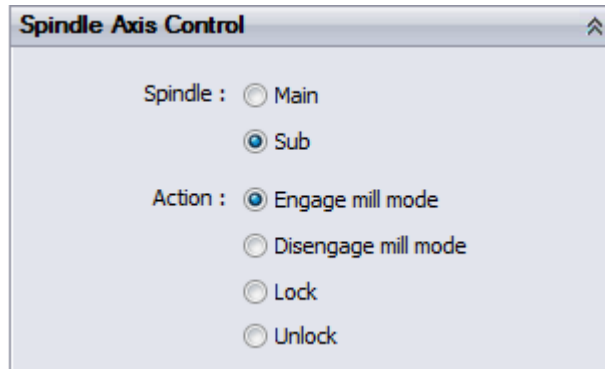 Spindle Axis Control
Spindle : Main
Sub
Action : Engage mill mode
Disengage mill mode
Lock
Unlock